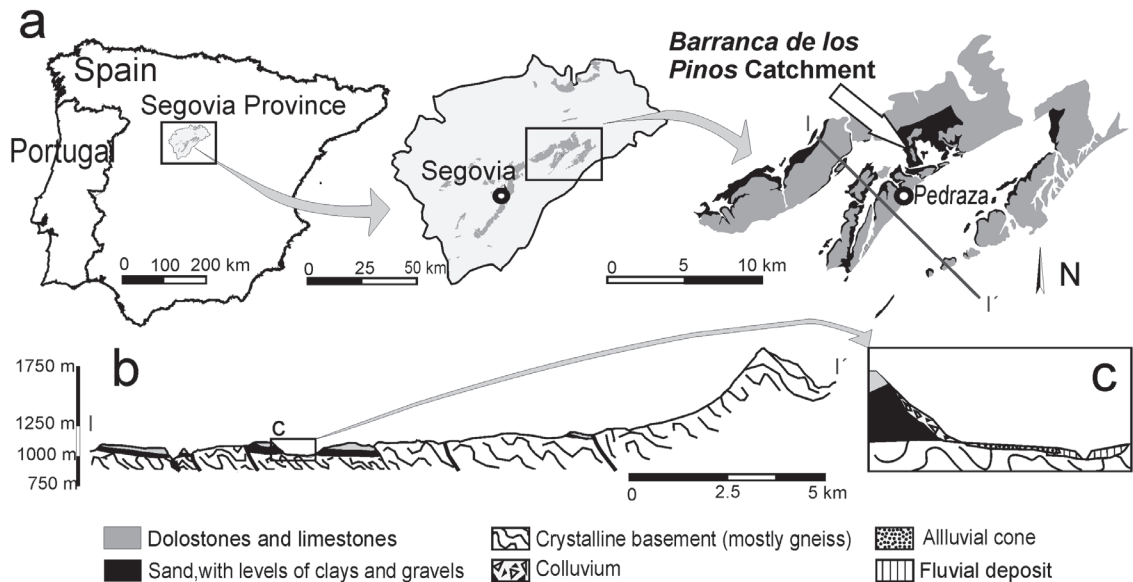 a
Spain
Segovia Province
Portugal
0 100 200 km
Segovia
0 25 50 km
Barranca de los
Pinos Catchment
I
Pedraza
I´
0 5 10 km
N
b
1750 m
1250 m
1000 m
750 m
I
c
I´
0 2.5 5 km
c
Dolostones and limestones
Sand,with levels of clays and gravels
Crystalline basement (mostly gneiss)
Colluvium
Allluvial cone
Fluvial deposit